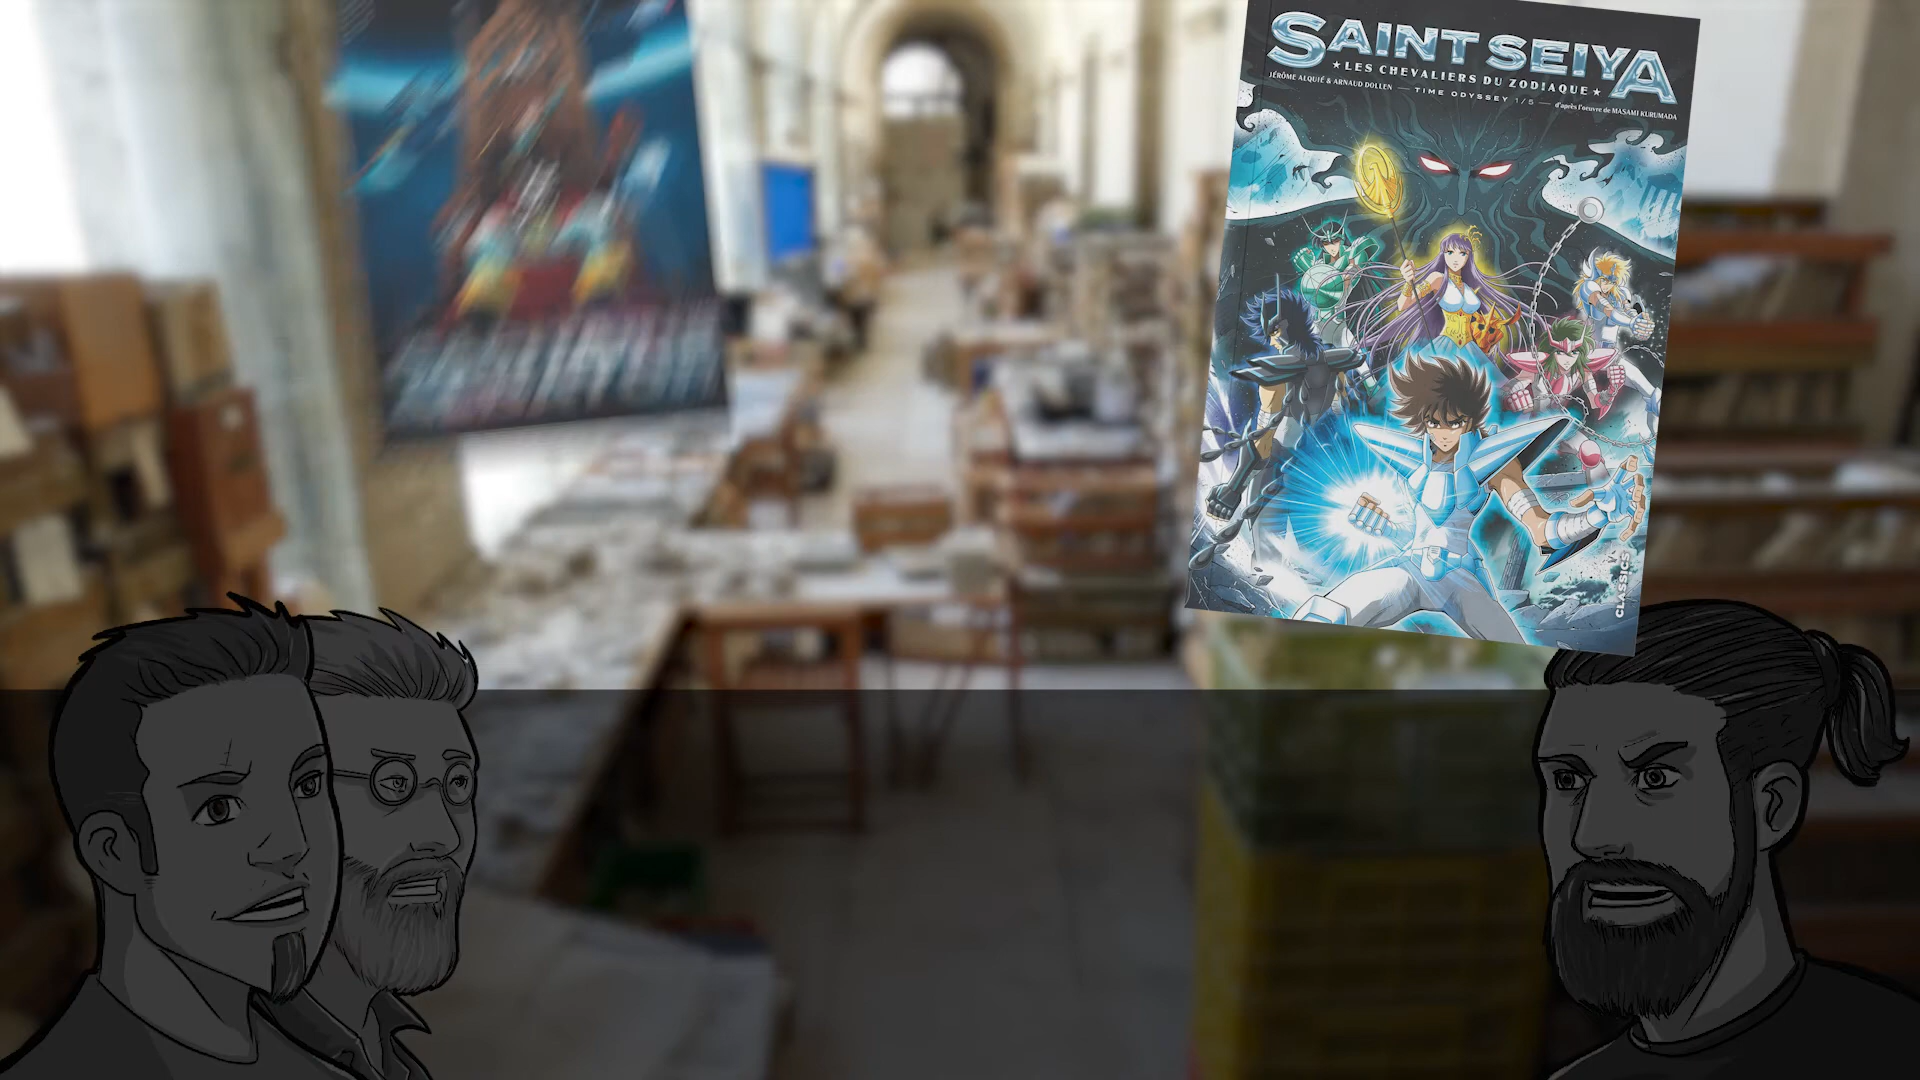 SAINT SEIYA
★ LES CHEVALIERS DU ZODIAQUE ★
JÉRÔME ALQUIÉ & ARNAUD DOLLEN — TIME ODYSSEY 1/5 — d'après l'oeuvre de MASAMI KURUMADA
CLASSICS